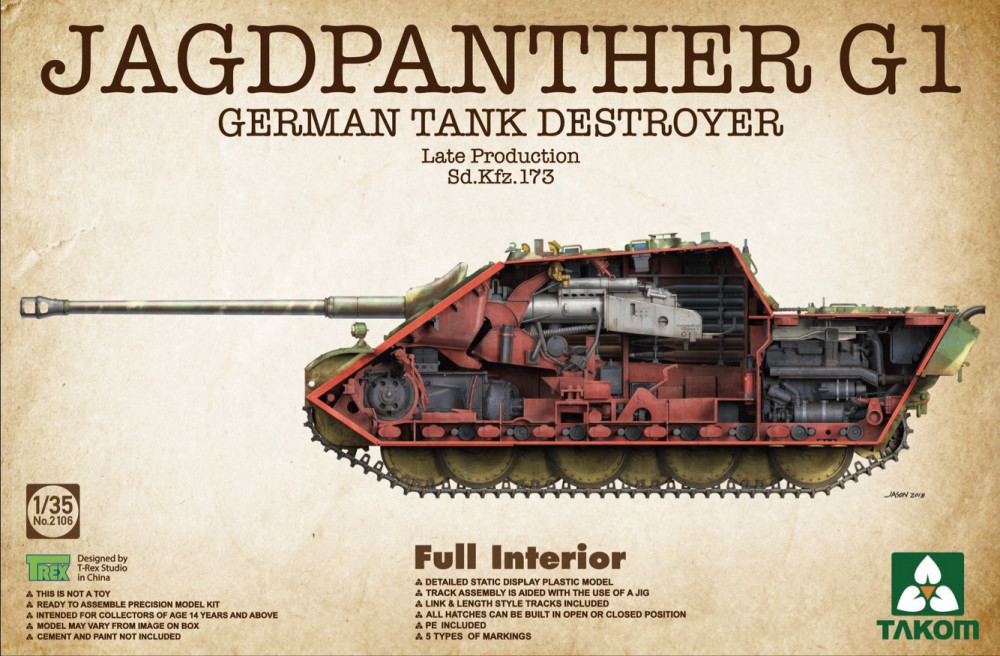 JAGDPANTHER G1
GERMAN TANK DESTROYER
Late Production
Sd.Kfz.173
JASON 2018
1/35
No.2106
TREX
Designed by
T-Rex Studio
in China
THIS IS NOT A TOY
READY TO ASSEMBLE PRECISION MODEL KIT
INTENDED FOR COLLECTORS OF AGE 14 YEARS AND ABOVE
MODEL MAY VARY FROM IMAGE ON BOX
CEMENT AND PAINT NOT INCLUDED
Full Interior
DETAILED STATIC DISPLAY PLASTIC MODEL
TRACK ASSEMBLY IS AIDED WITH THE USE OF A JIG
LINK & LENGTH STYLE TRACKS INCLUDED
ALL HATCHES CAN BE BUILT IN OPEN OR CLOSED POSITION
PE INCLUDED
5 TYPES OF MARKINGS
TAKOM